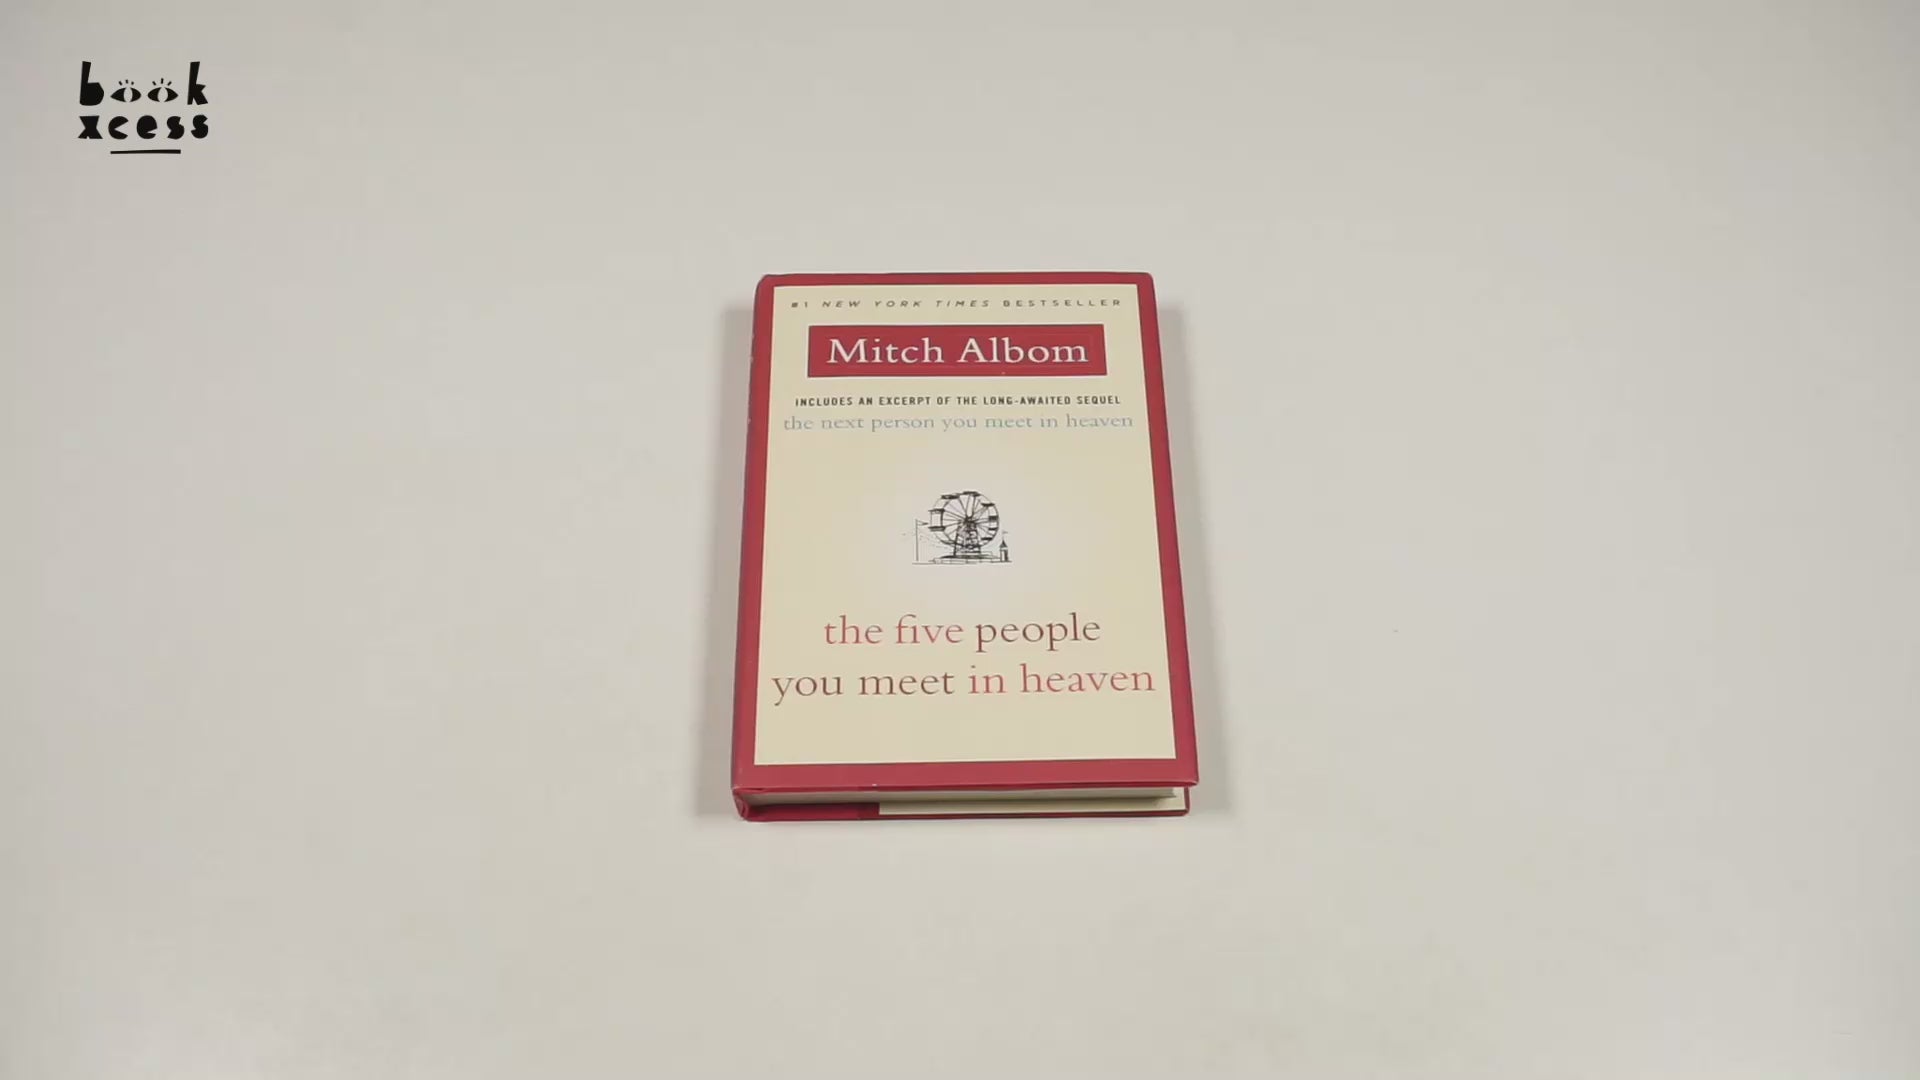 book
xcess
#1 NEW YORK TIMES BESTSELLER
Mitch Albom
INCLUDES AN EXCERPT OF THE LONG-AWAITED SEQUEL
the next person you meet in heaven
the five people
you meet in heaven